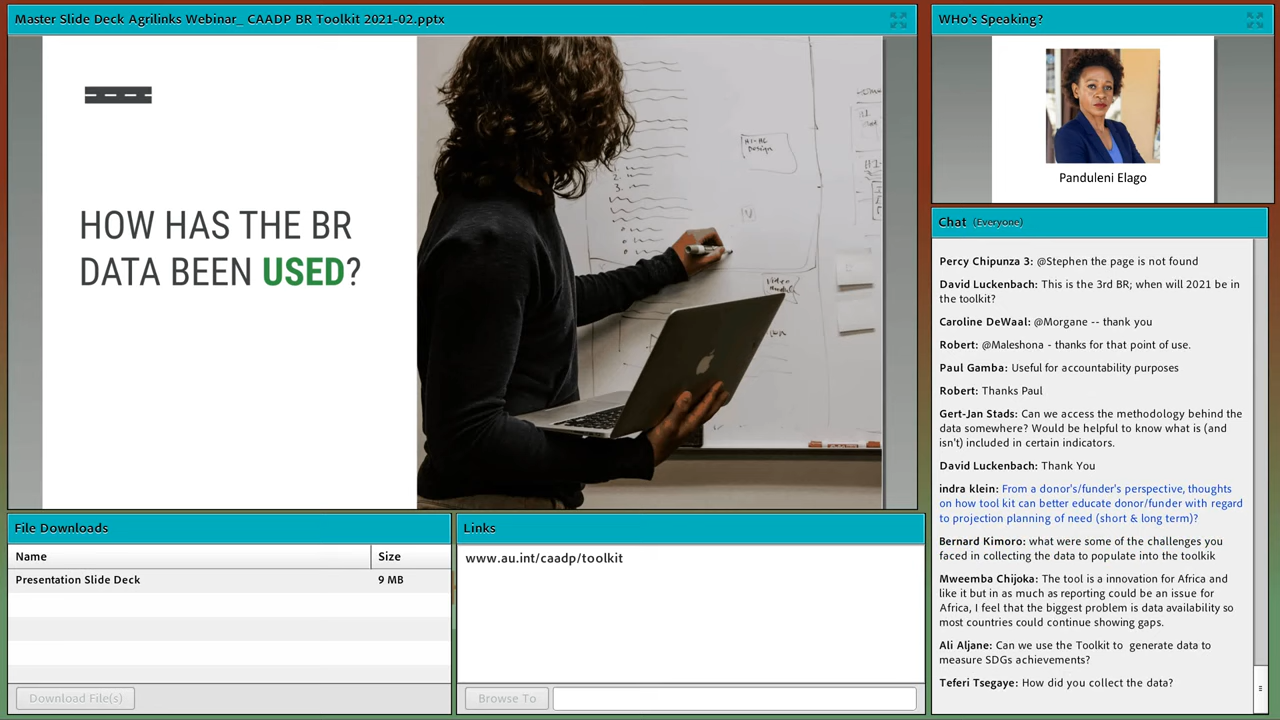 Master Slide Deck Agrilinks Webinar_ CAADP BR Toolkit 2021-02.pptx
HOW HAS THE BR
DATA BEEN USED?
HI-HC
Design
2.
3.
WHo's Speaking?
Panduleni Elago
Chat (Everyone)
Percy Chipunza 3: @Stephen the page is not found
David Luckenbach: This is the 3rd BR; when will 2021 be in
the toolkit?
Caroline DeWaal: @Morgane -- thank you
Robert: @Maleshona - thanks for that point of use.
Paul Gamba: Useful for accountability purposes
Robert: Thanks Paul
Gert-Jan Stads: Can we access the methodology behind the
data somewhere? Would be helpful to know what is (and
isn't) included in certain indicators.
David Luckenbach: Thank You
indra klein: From a donor's/funder's perspective, thoughts
on how tool kit can better educate donor/funder with regard
to projection planning of need (short & long term)?
Bernard Kimoro: what were some of the challenges you
faced in collecting the data to populate into the toolkik
Mweemba Chijoka: The tool is a innovation for Africa and
like it but in as much as reporting could be an issue for
Africa, I feel that the biggest problem is data availability so
most countries could continue showing gaps.
Ali Aljane: Can we use the Toolkit to generate data to
measure SDGs achievements?
Teferi Tsegaye: How did you collect the data?
File Downloads
Name Size
Presentation Slide Deck 9 MB
Download File(s)
Links
www.au.int/caadp/toolkit
Browse To